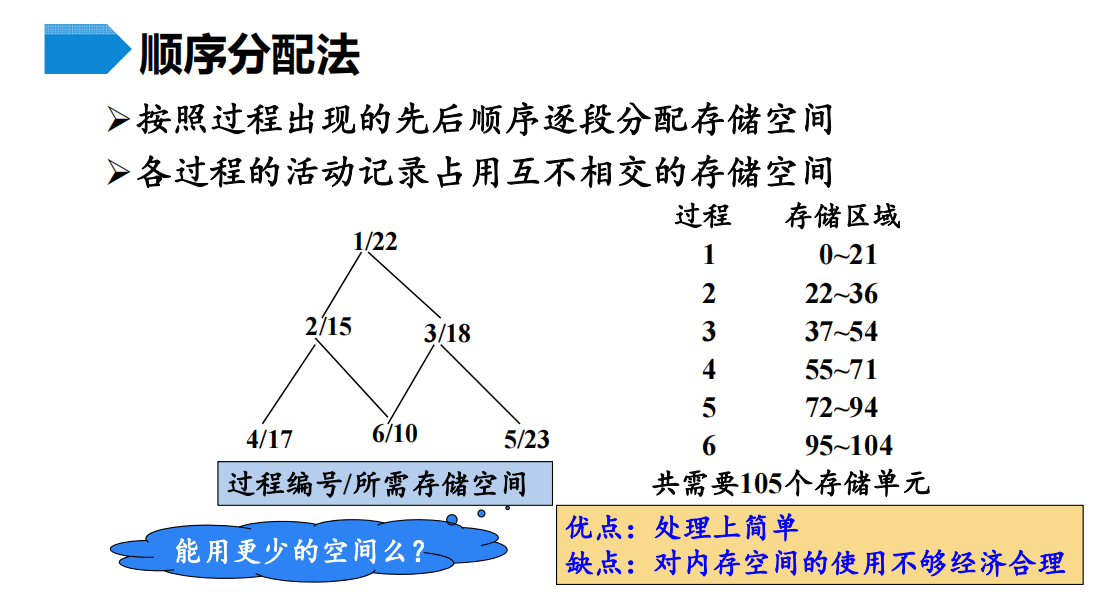 顺序分配法
➢按照过程出现的先后顺序逐段分配存储空间
➢各过程的活动记录占用互不相交的存储空间
1/22
2/15
3/18
4/17
6/10
5/23
过程编号/所需存储空间
能用更少的空间么?
过程 存储区域
1 0~21
2 22~36
3 37~54
4 55~71
5 72~94
6 95~104
共需要105个存储单元
优点：处理上简单
缺点：对内存空间的使用不够经济合理